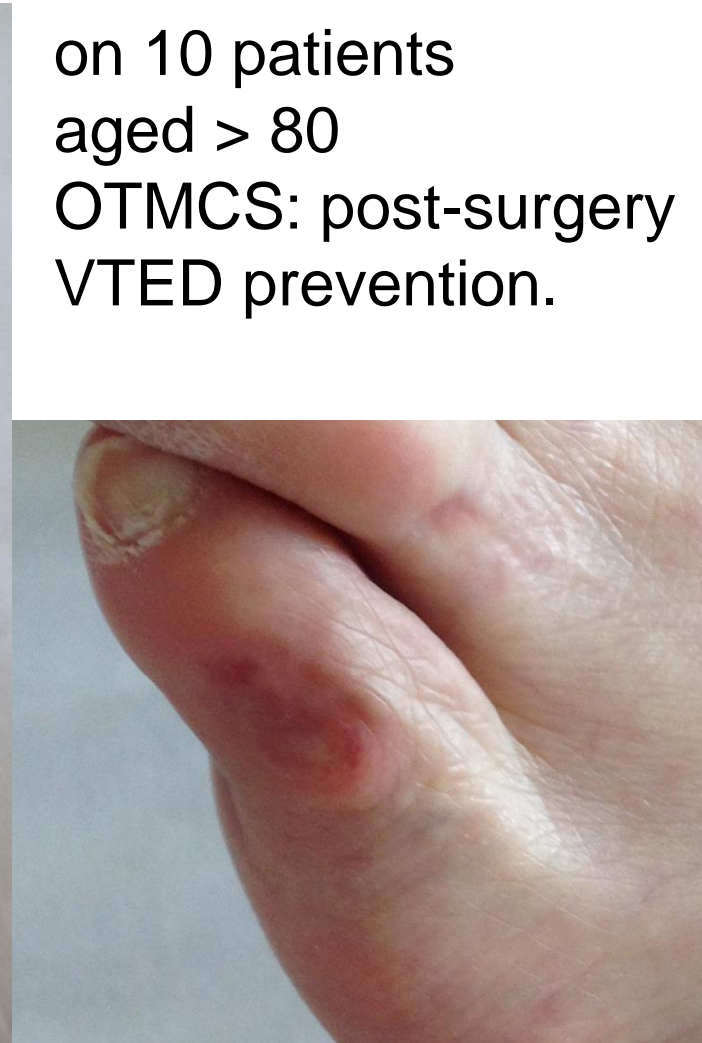 on 10 patients
aged > 80
OTMCS: post-surgery
VTED prevention.